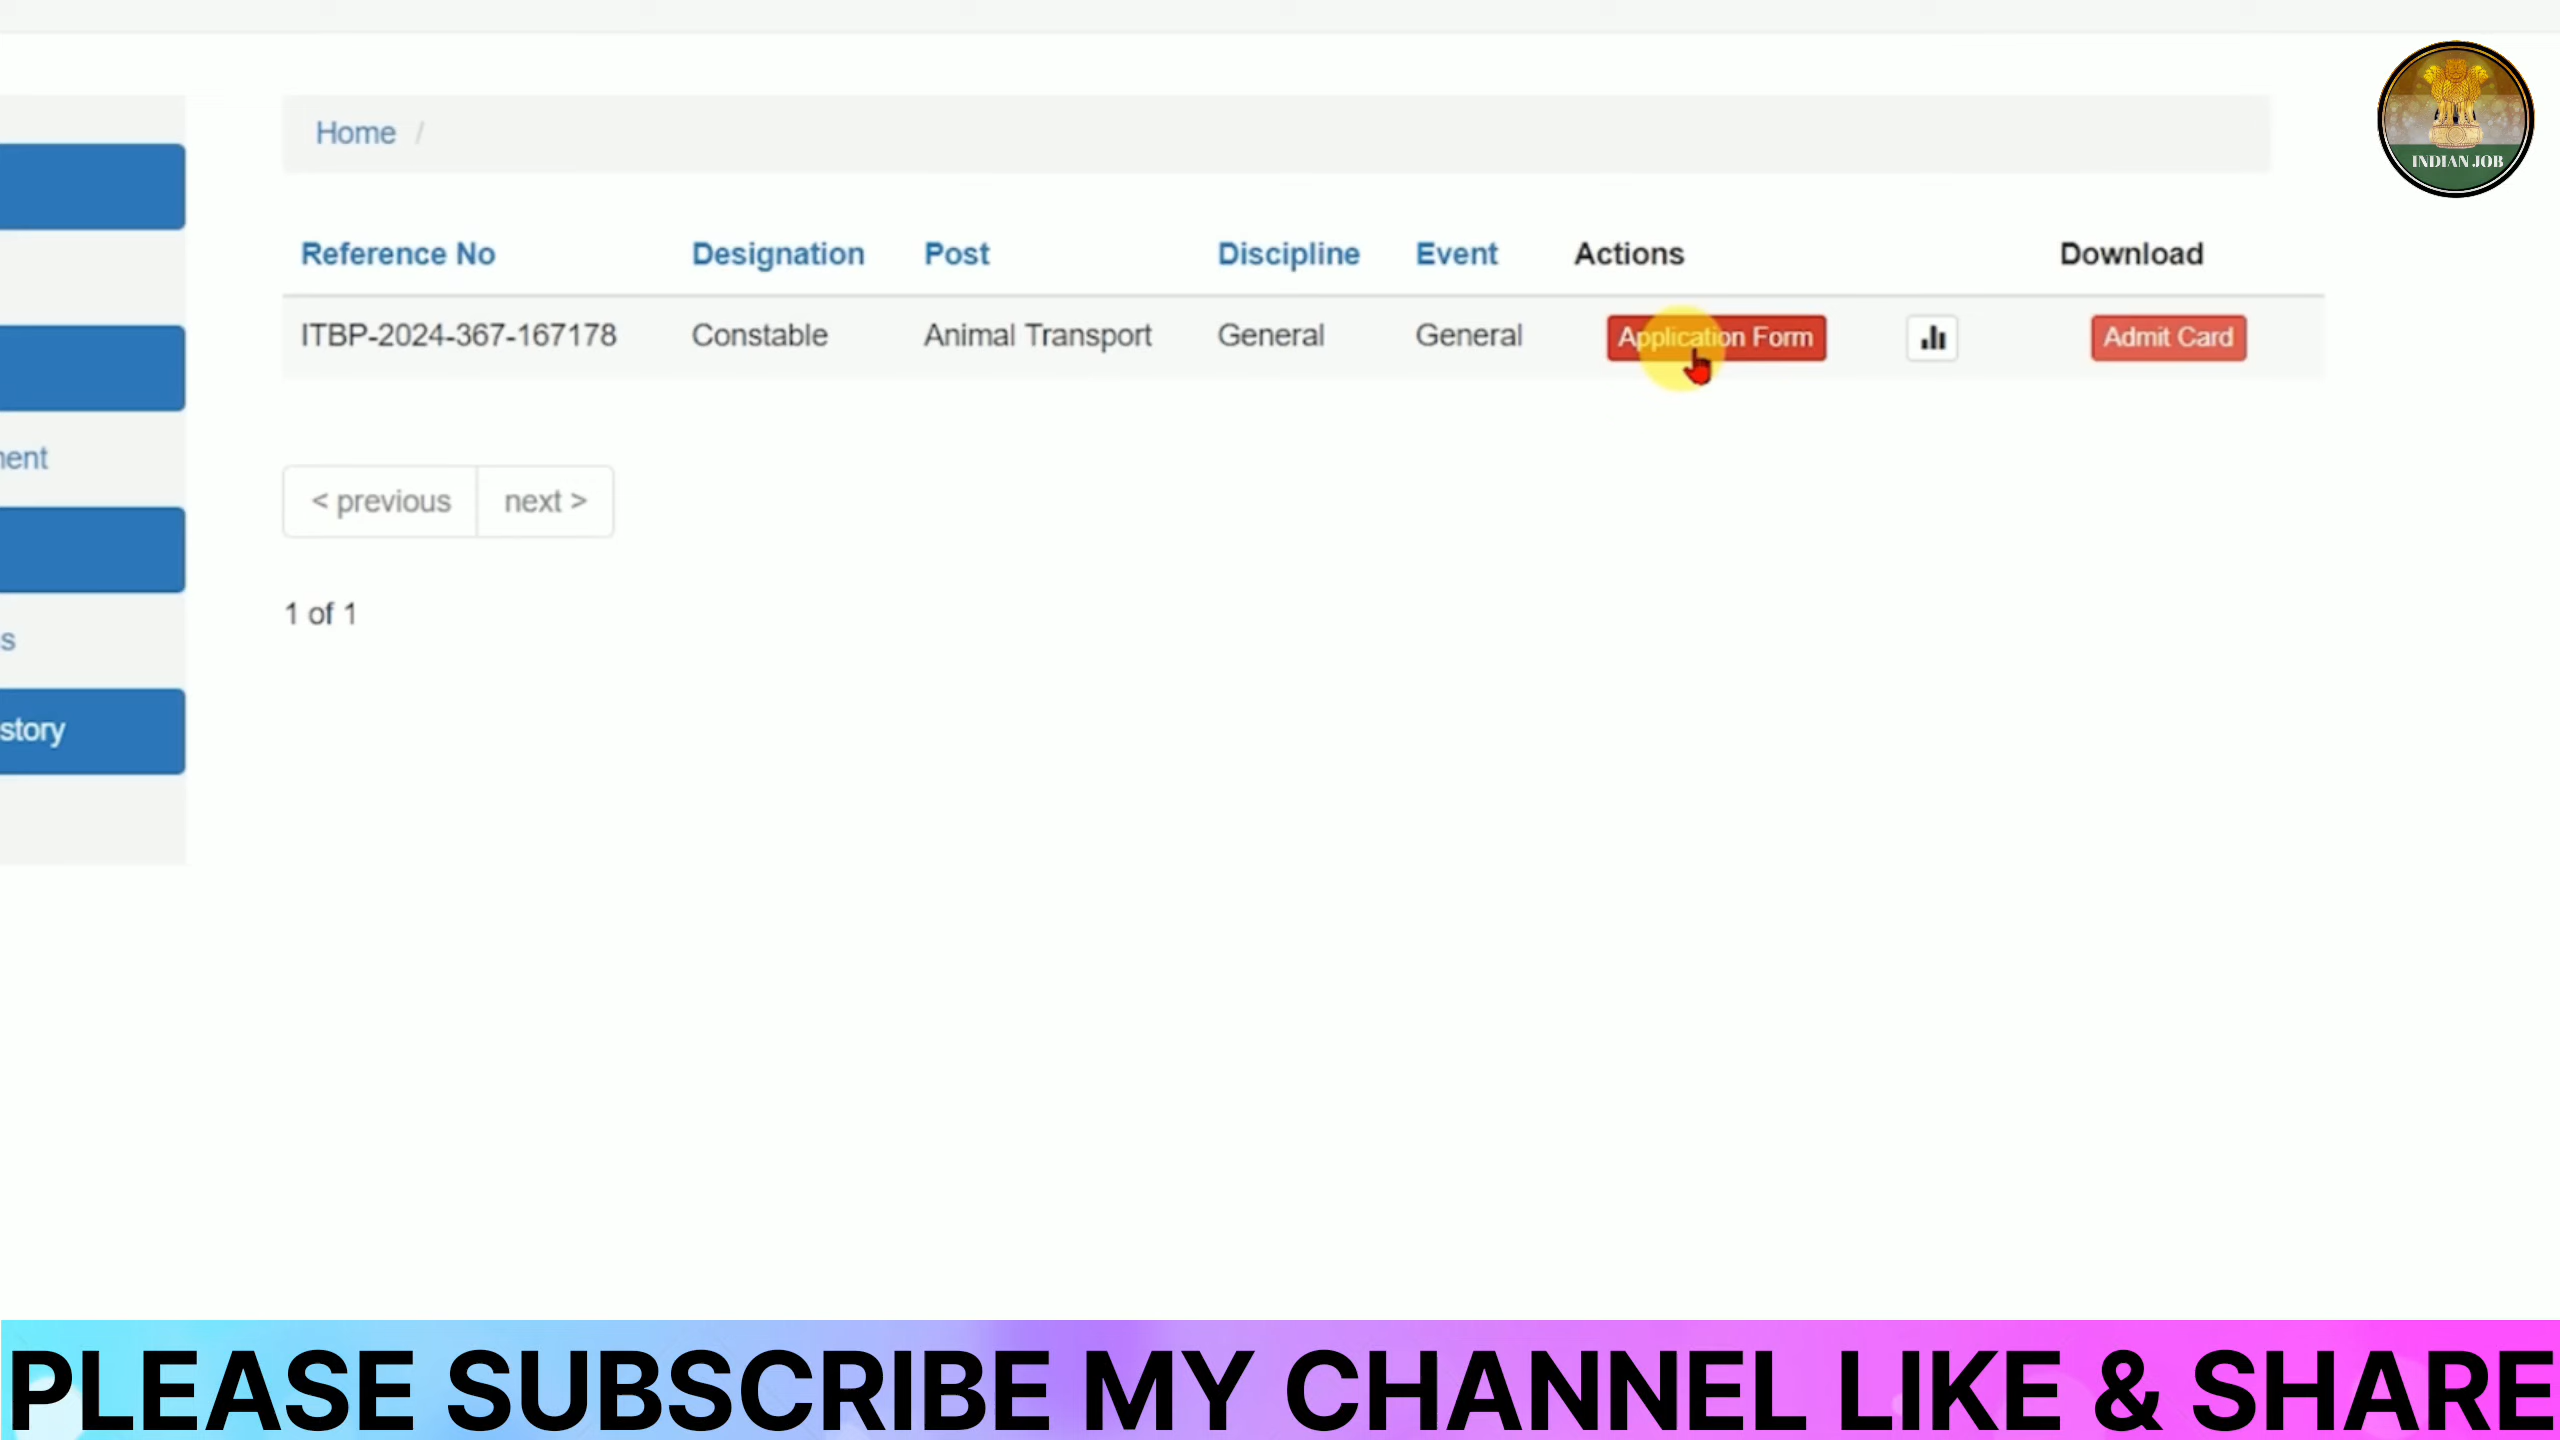 INDIAN JOB
Home /
Reference No Designation Post Discipline Event Actions Download
ITBP-2024-367-167178 Constable Animal Transport General General Application Form Admit Card
ment
< previous next >
1 of 1
s
story
PLEASE SUBSCRIBE MY CHANNEL LIKE & SHARE